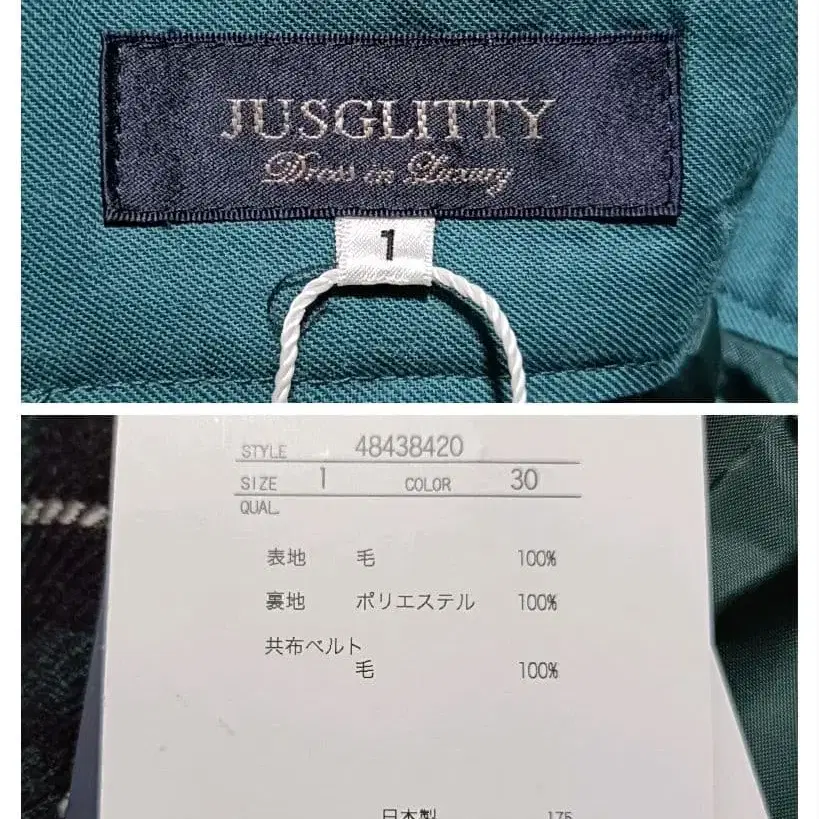 JUSGLITTY
Dress in Luxury
1
STYLE 48438420
SIZE 1 COLOR 30
QUAL.
表地 毛 100%
裏地 ポリエステル 100%
共布ベルト
毛 100%
日本製 175